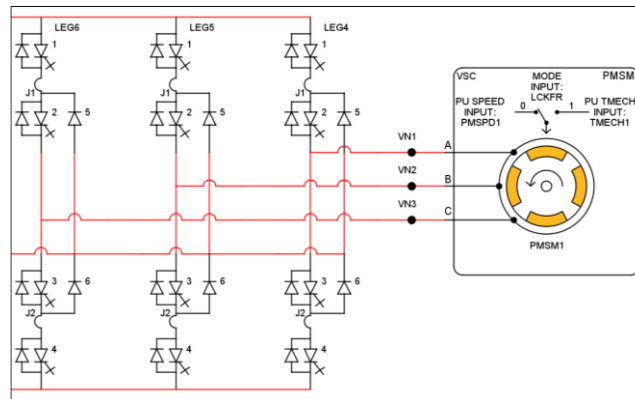 LEG6
LEG5
LEG4
1
1
1
J1
J1
2
5
2
5
2
5
VSC
MODE
INPUT:
LCKFR
PMSM
PU SPEED
INPUT:
PMSPD1
0
1
PU TMECH
INPUT:
TMECH1
VN1
A
VN2
B
VN3
C
PMSM1
3
6
3
6
3
6
J2
J2
4
4
4